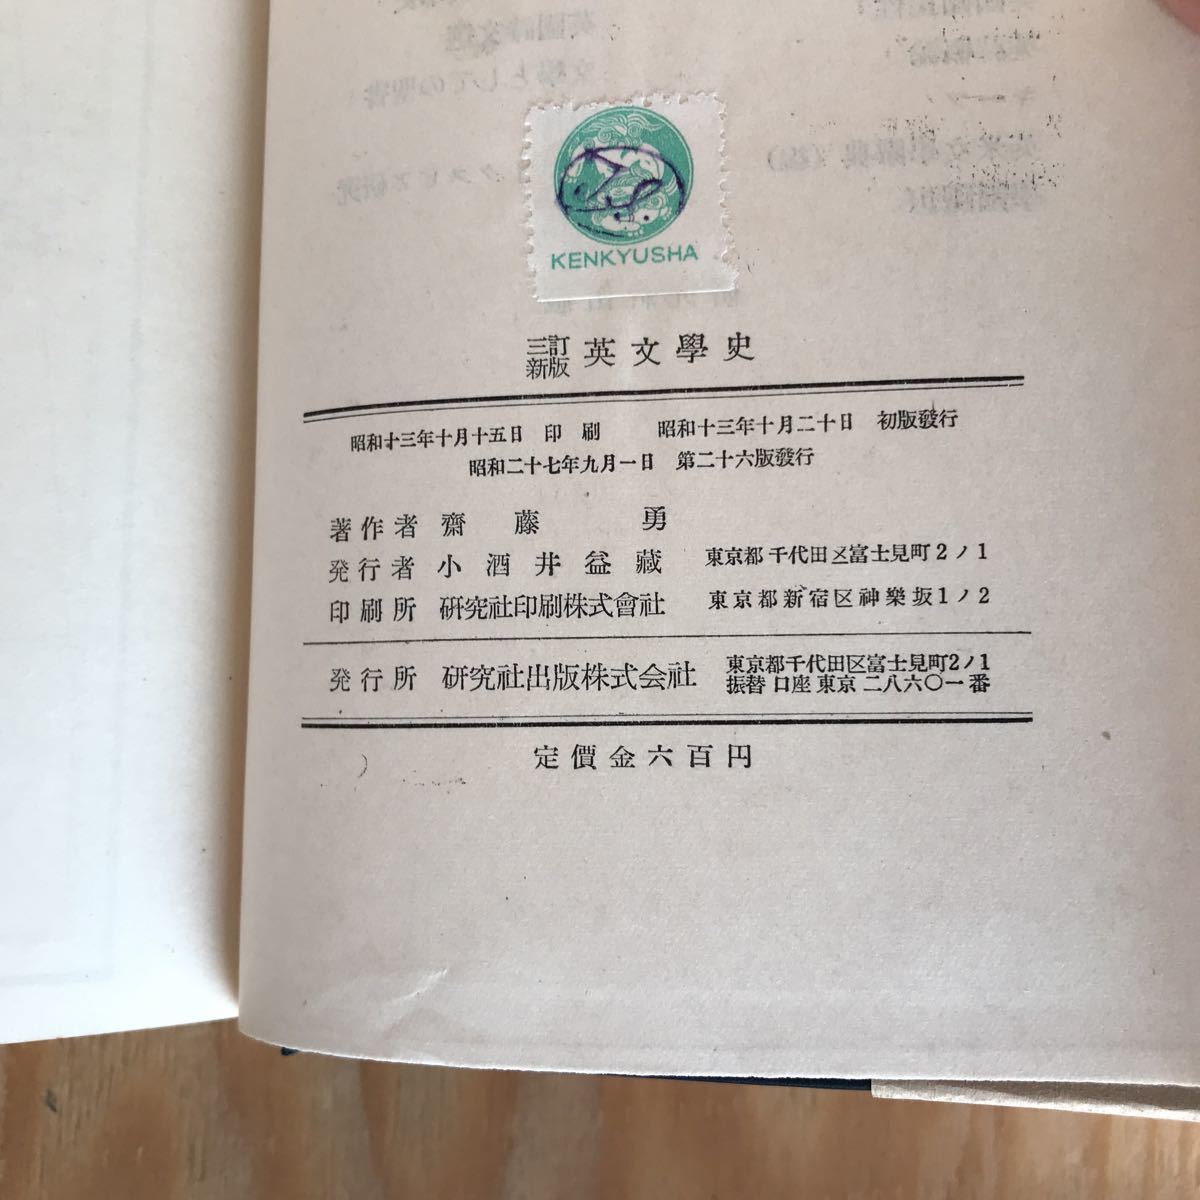 KENKYUSHA
三訂新版 英文學史
昭和十三年十月十五日 印刷 昭和十三年十月二十日 初版發行
昭和二十七年九月一日 第二十六版發行
著作者 齋藤勇
発行者 小酒井益藏 東京都千代田区富士見町2ノ1
印刷所 研究社印刷株式會社 東京都新宿区神樂坂1ノ2
発行所 研究社出版株式会社 東京都千代田区富士見町2ノ1
振替口座東京二八六〇一番
定價金六百円